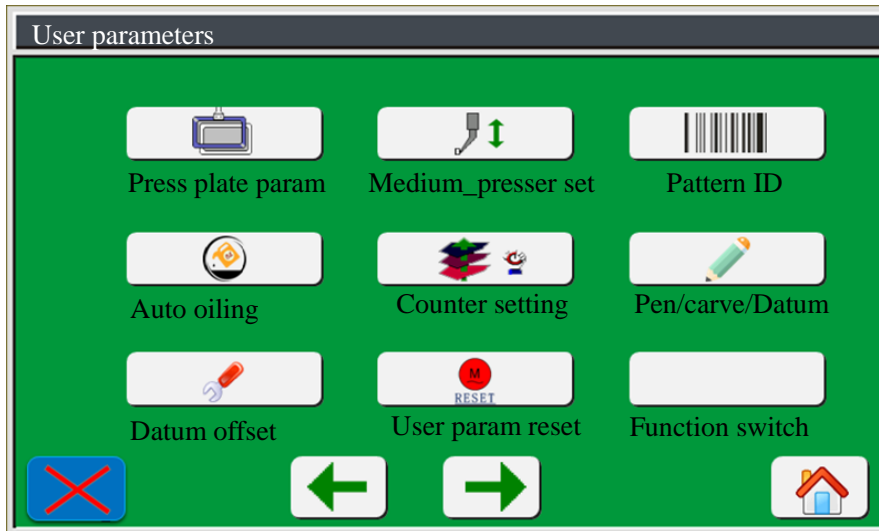 User parameters
Press plate param
Medium_presser set
Pattern ID
Auto oiling
Counter setting
Pen/carve/Datum
M
RESET
Datum offset
User param reset
Function switch